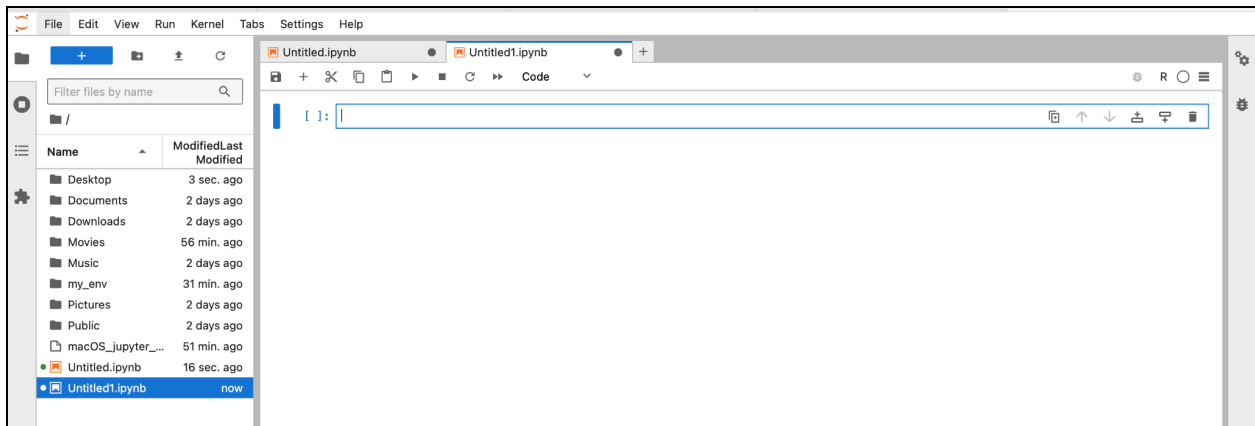 File Edit View Run Kernel Tabs Settings Help
+
Untitled.ipynb
Untitled1.ipynb
+
+ Code
R
Filter files by name
/
[ ]:
Name ModifiedLast
Modified
Desktop 3 sec. ago
Documents 2 days ago
Downloads 2 days ago
Movies 56 min. ago
Music 2 days ago
my_env 31 min. ago
Pictures 2 days ago
Public 2 days ago
macOS_jupyter_... 51 min. ago
Untitled.ipynb 16 sec. ago
Untitled1.ipynb now